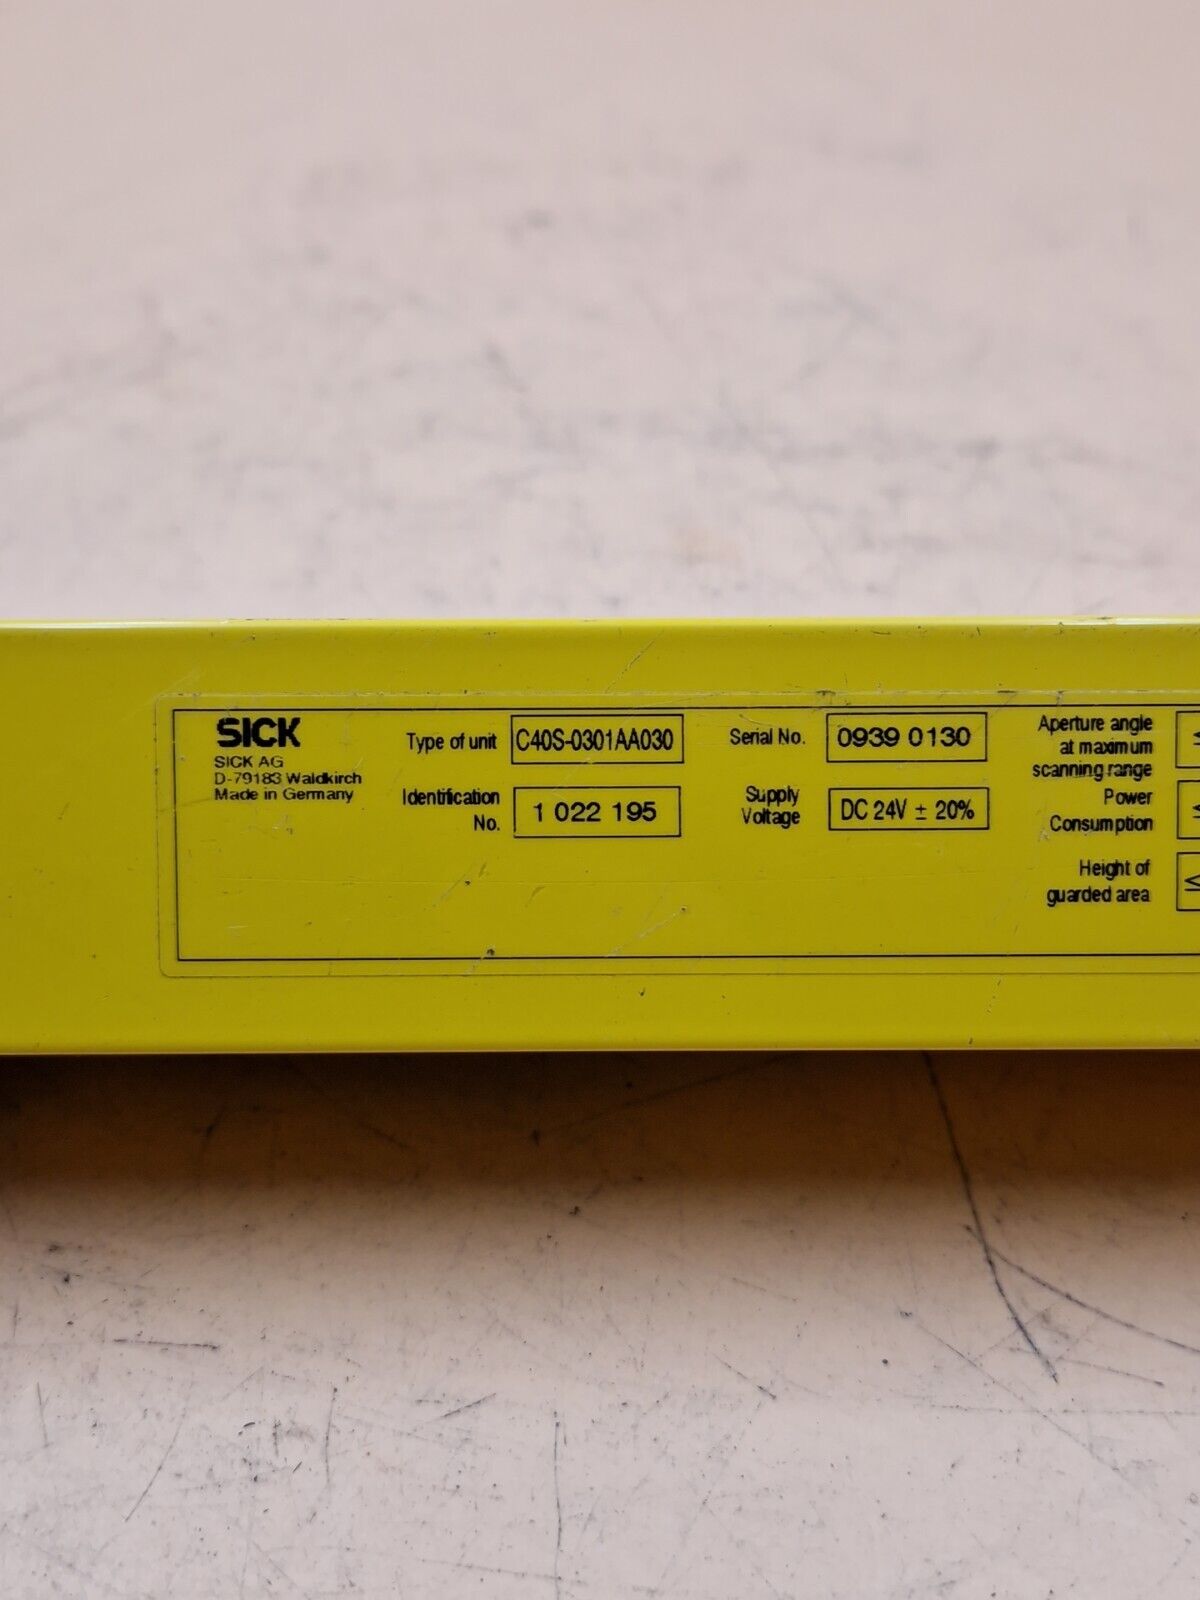 SICK
SICK AG
D-79183 Waldkirch
Made in Germany
Type of unit C40S-0301AA030
Identification
No. 1 022 195
Serial No. 0939 0130
Supply
Voltage DC 24V ± 20%
Aperture angle
at maximum
scanning range ≤
Power
Consumption ≤
Height of
guarded area ≤